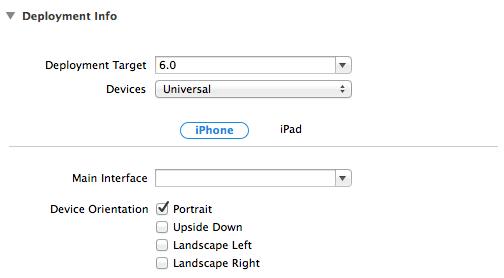 Deployment Info
Deployment Target 6.0
Devices Universal
iPhone iPad
Main Interface
Device Orientation Portrait
Upside Down
Landscape Left
Landscape Right